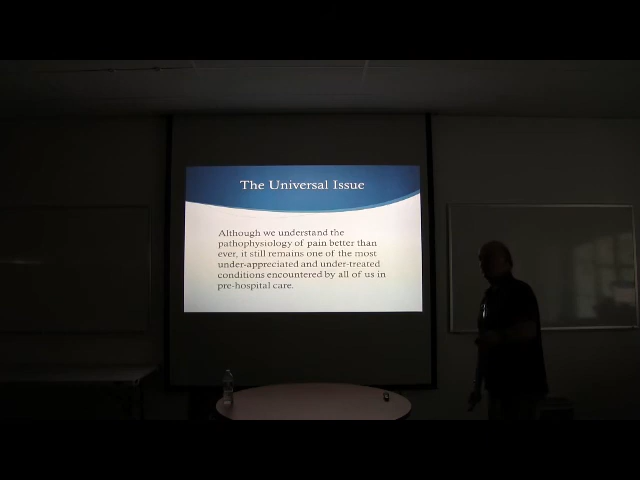 The Universal Issue
Although we understand the
pathophysiology of pain better than
ever, it still remains one of the most
under-appreciated and under-treated
conditions encountered by all of us in
pre-hospital care.